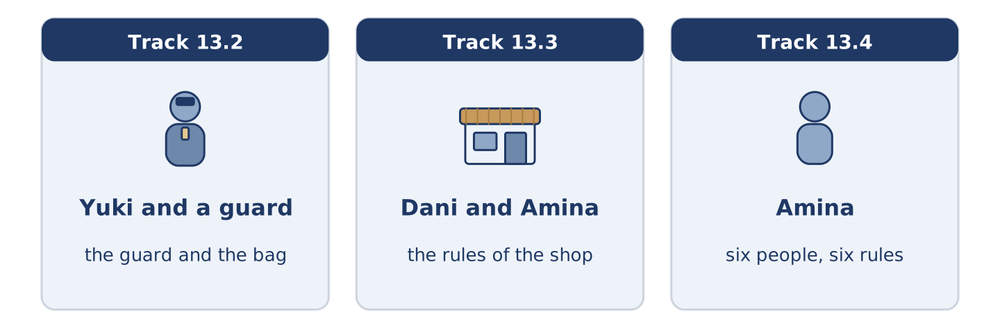 Track 13.2
Yuki and a guard
the guard and the bag
Track 13.3
Dani and Amina
the rules of the shop
Track 13.4
Amina
six people, six rules